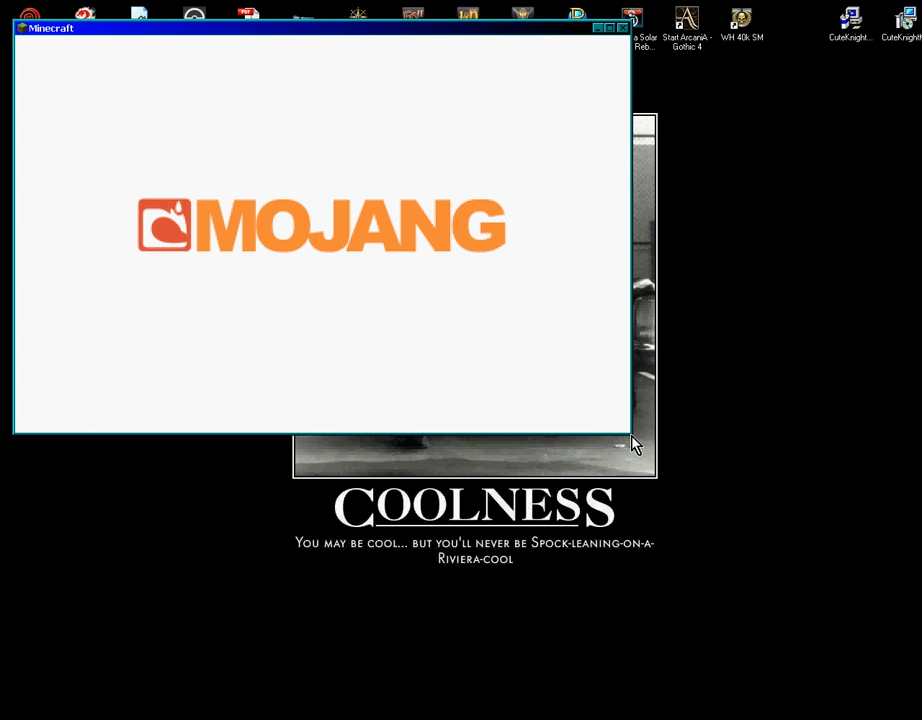 Minecraft
MOJANG
a Solar
Reb...
Start ArcaniA -
Gothic 4
WH 40k SM
CuteKnight...
CuteKnight
PDF
COOLNESS
YOU MAY BE COOL... BUT YOU'LL NEVER BE SPOCK-LEANING-ON-A-
RIVIERA-COOL